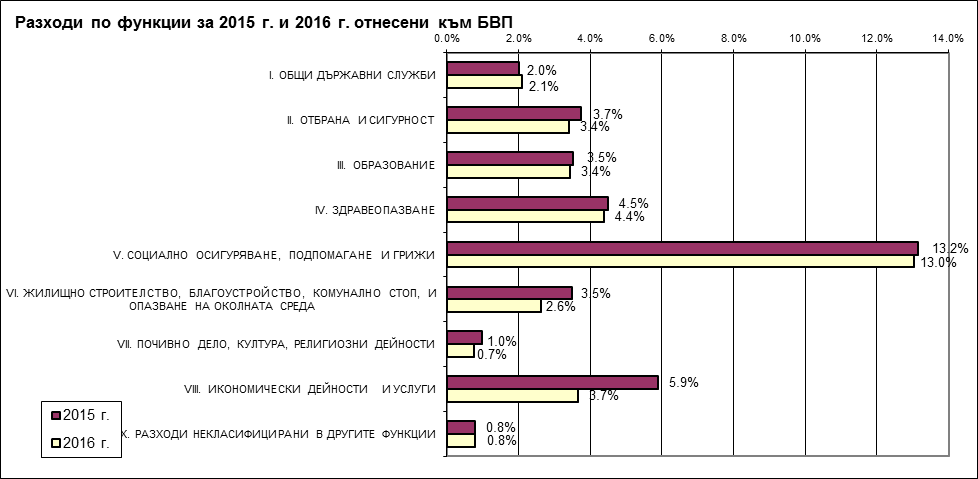 Разходи по функции за 2015 г. и 2016 г. отнесени към БВП
0.0% 2.0% 4.0% 6.0% 8.0% 10.0% 12.0% 14.0%
I. ОБЩИ ДЪРЖАВНИ СЛУЖБИ
2.0%
2.1%
II. ОТБРАНА И СИГУРНОСТ
3.7%
3.4%
III. ОБРАЗОВАНИЕ
3.5%
3.4%
IV. ЗДРАВЕОПАЗВАНЕ
4.5%
4.4%
V. СОЦИАЛНО ОСИГУРЯВАНЕ, ПОДПОМАГАНЕ И ГРИЖИ
13.2%
13.0%
VI. ЖИЛИЩНО СТРОИТЕЛСТВО, БЛАГОУСТРОЙСТВО, КОМУНАЛНО СТОП, И
ОПАЗВАНЕ НА ОКОЛНАТА СРЕДА
3.5%
2.6%
VII. ПОЧИВНО ДЕЛО, КУЛТУРА, РЕЛИГИОЗНИ ДЕЙНОСТИ
1.0%
0.7%
VIII. ИКОНОМИЧЕСКИ ДЕЙНОСТИ И УСЛУГИ
5.9%
3.7%
X. РАЗХОДИ НЕКЛАСИФИЦИРАНИ В ДРУГИТЕ ФУНКЦИИ
0.8%
0.8%
2015 г.
2016 г.